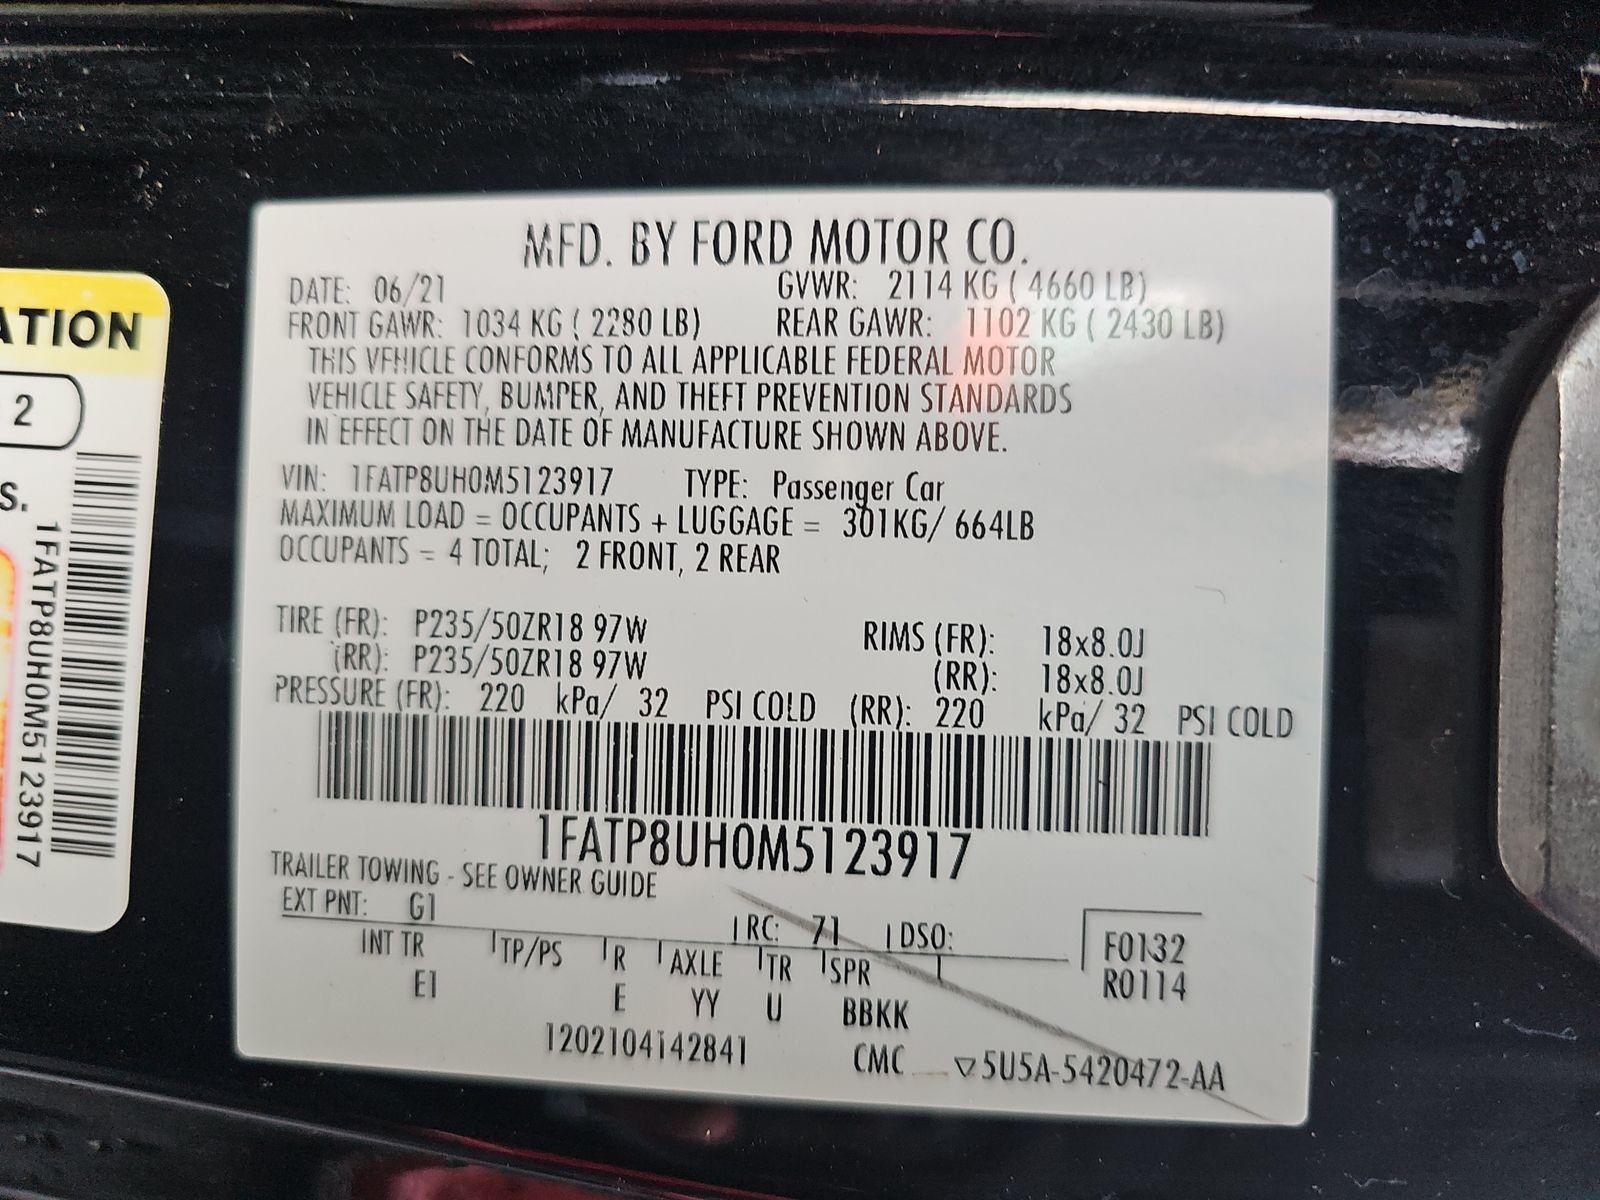 MFD. BY FORD MOTOR CO.
DATE: 06/21 GVWR: 2114 KG ( 4660 LB)
FRONT GAWR: 1034 KG ( 2280 LB) REAR GAWR: 1102 KG ( 2430 LB)
THIS VEHICLE CONFORMS TO ALL APPLICABLE FEDERAL MOTOR
VEHICLE SAFETY, BUMPER, AND THEFT PREVENTION STANDARDS
IN EFFECT ON THE DATE OF MANUFACTURE SHOWN ABOVE.
VIN: 1FATP8UH0M5123917 TYPE: Passenger Car
MAXIMUM LOAD = OCCUPANTS + LUGGAGE = 301KG/ 664LB
OCCUPANTS = 4 TOTAL; 2 FRONT, 2 REAR
TIRE (FR): P235/50ZR18 97W RIMS (FR): 18x8.0J
(RR): P235/50ZR18 97W (RR): 18x8.0J
PRESSURE (FR): 220 kPa/ 32 PSI COLD (RR): 220 kPa/ 32 PSI COLD
1FATP8UH0M5123917
TRAILER TOWING - SEE OWNER GUIDE
EXT PNT: G1 RC: 71 DSO: F0132
INT TR TP/PS R AXLE TR SPR R0114
E1 E YY U BBKK
1202104142841 CMC ▽5U5A-5420472-AA
ATION
2
S.
1FATP8UH0M5123917